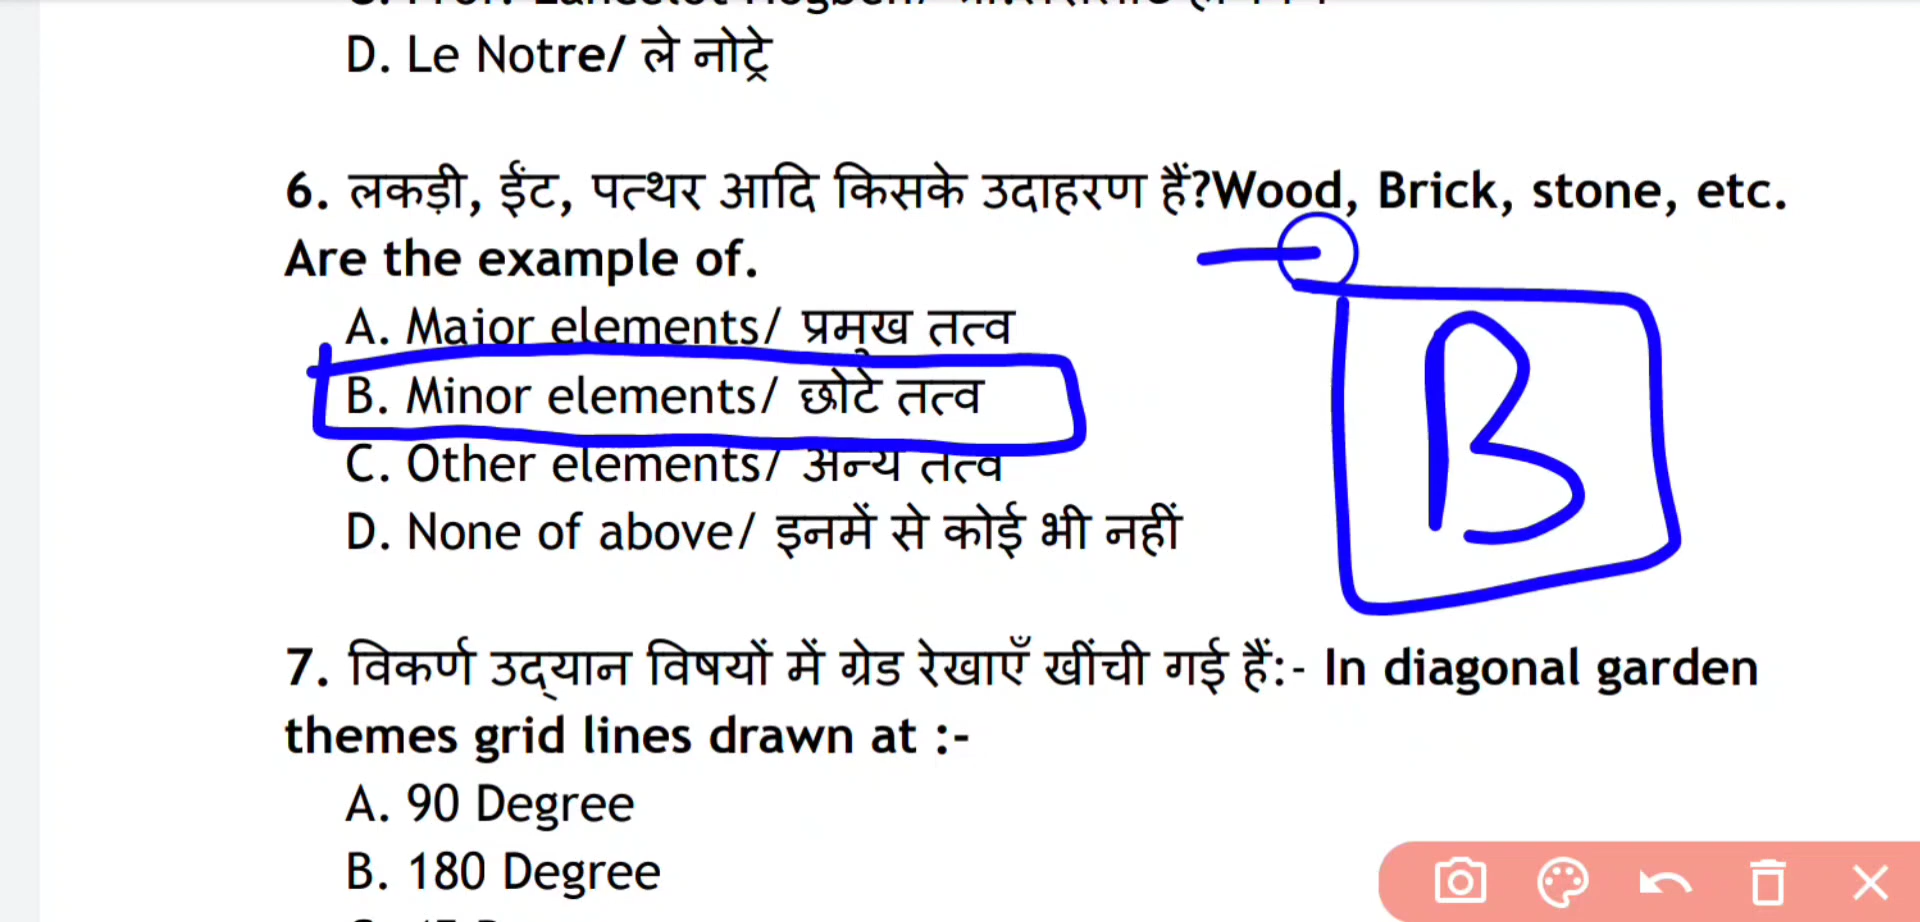 D. Le Notre/ ले नोट्रे
6. लकड़ी, ईंट, पत्थर आदि किसके उदाहरण हैं?Wood, Brick, stone, etc.
Are the example of.
A. Major elements/ प्रमुख तत्व
B. Minor elements/ छोटे तत्व
C. Other elements/ अन्य तत्व
D. None of above/ इनमें से कोई भी नहीं
B
7. विकर्ण उद्यान विषयों में ग्रेड रेखाएँ खींची गई हैं:- In diagonal garden
themes grid lines drawn at :-
A. 90 Degree
B. 180 Degree